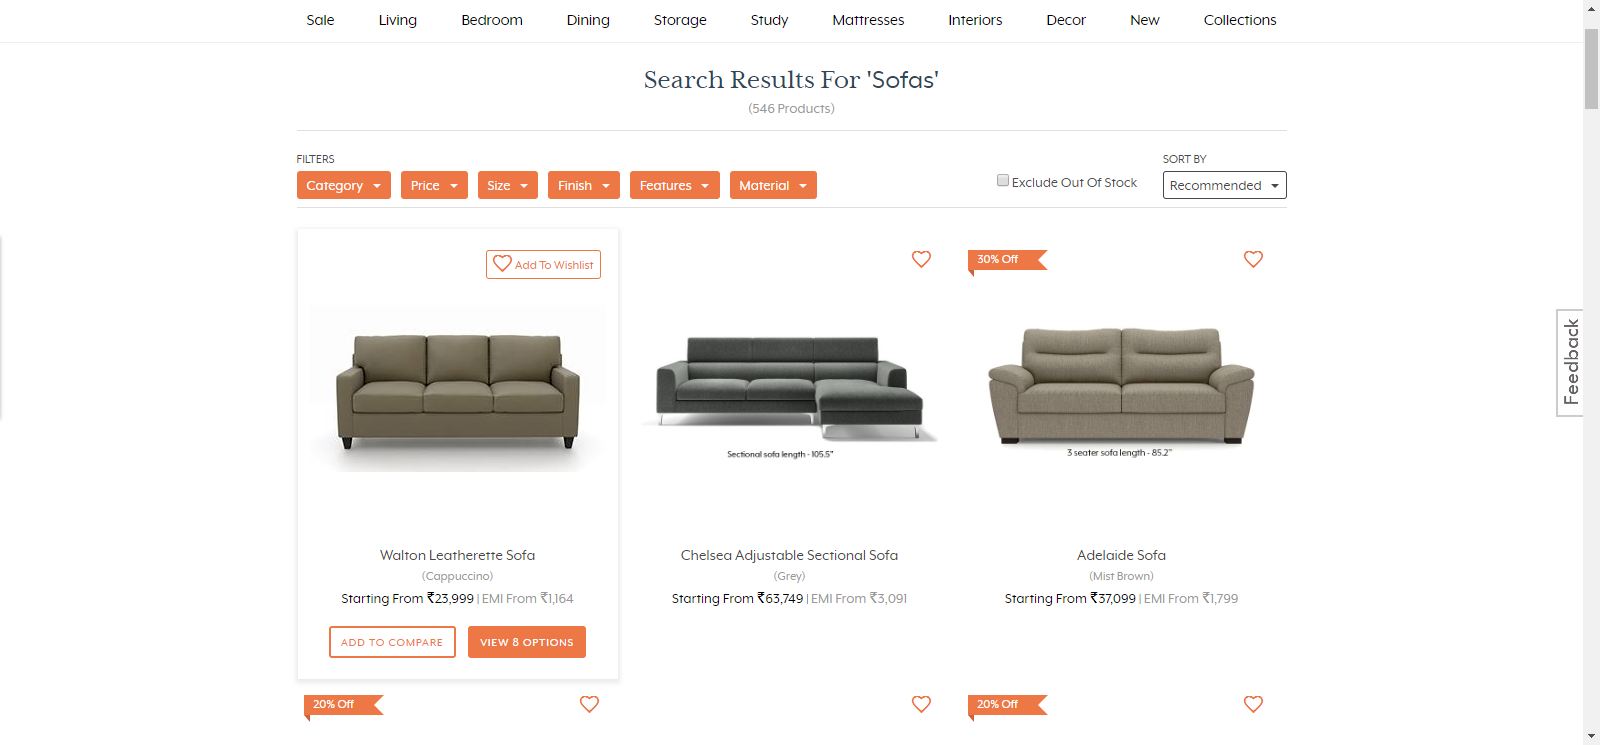 Sale Living Bedroom Dining Storage Study Mattresses Interiors Decor New Collections
Search Results For 'Sofas'
(546 Products)
FILTERS
SORT BY
Category Price Size Finish Features Material
Exclude Out Of Stock
Recommended
Add To Wishlist
30% Off
Feedback
Sectional sofa length - 105.5"
3 seater sofa length - 85.2"
Walton Leatherette Sofa
(Cappuccino)
Starting From ₹23,999 | EMI From ₹1,164
ADD TO COMPARE
VIEW 8 OPTIONS
Chelsea Adjustable Sectional Sofa
(Grey)
Starting From ₹63,749 | EMI From ₹3,091
Adelaide Sofa
(Mist Brown)
Starting From ₹37,099 | EMI From ₹1,799
20% Off
20% Off